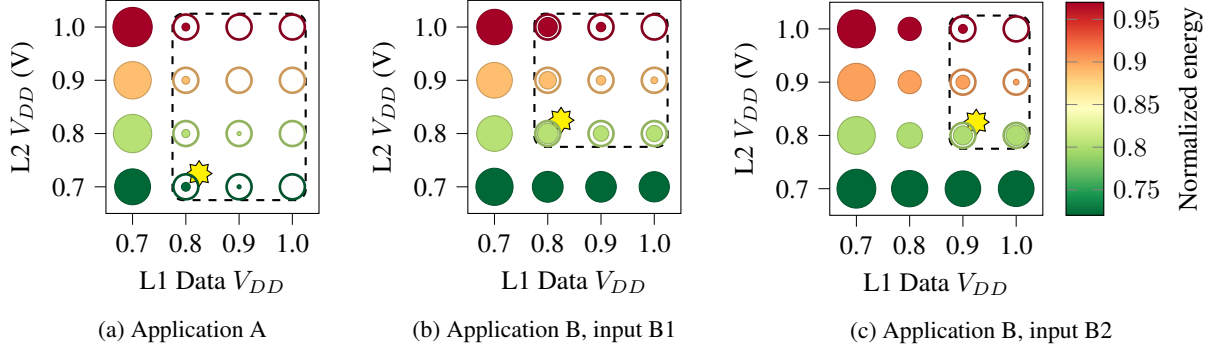 1.0
0.9
0.8
0.7
L2 V_DD (V)
0.7 0.8 0.9 1.0
L1 Data V_DD
(a) Application A
1.0
0.9
0.8
0.7
L2 V_DD (V)
0.7 0.8 0.9 1.0
L1 Data V_DD
(b) Application B, input B1
1.0
0.9
0.8
0.7
L2 V_DD (V)
0.7 0.8 0.9 1.0
L1 Data V_DD
(c) Application B, input B2
0.95
0.9
0.85
0.8
0.75
Normalized energy